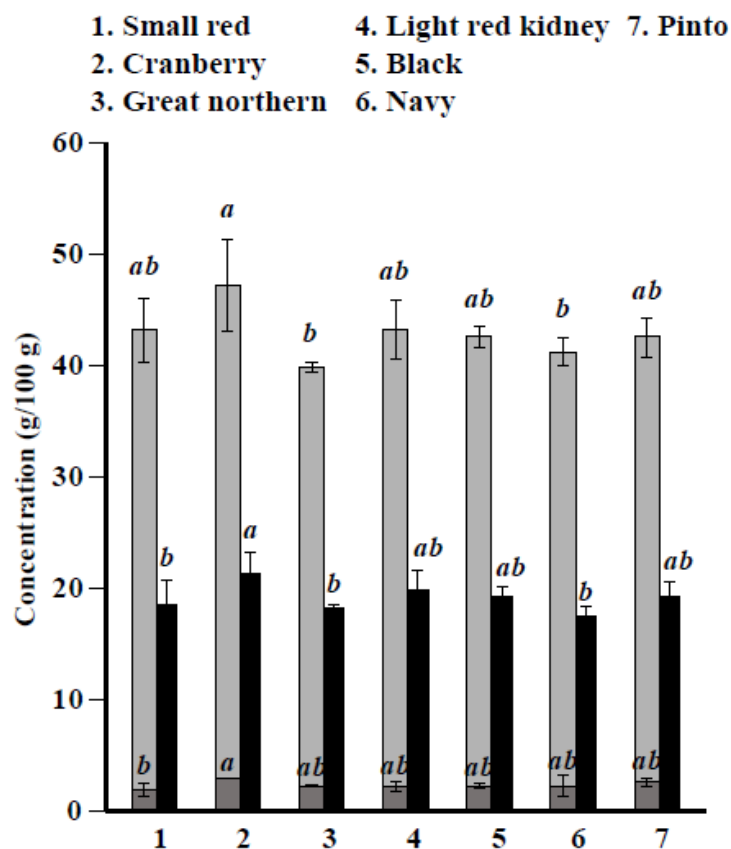 1. Small red 4. Light red kidney 7. Pinto
2. Cranberry 5. Black
3. Great northern 6. Navy
60
50
40
30
20
10
0
Concentration (g/100 g)
ab
a
b
ab
ab
b
ab
b
a
b
ab
ab
b
ab
b
a
ab
ab
ab
ab
ab
1 2 3 4 5 6 7